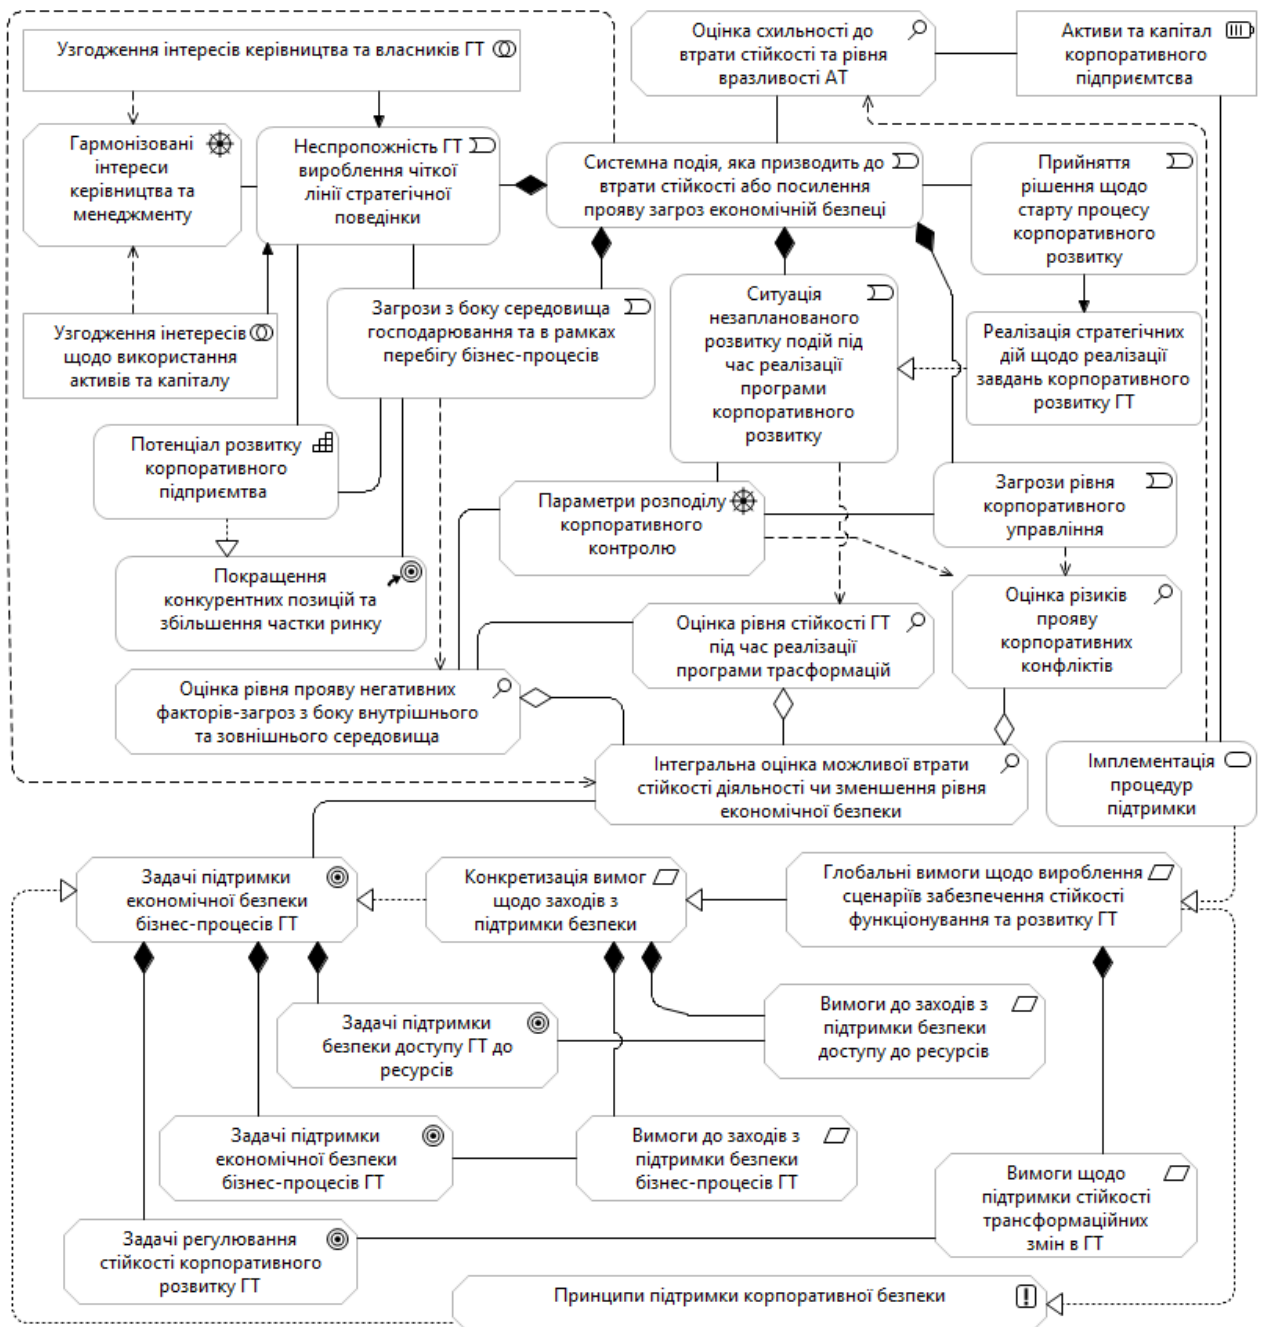 Узгодження інтересів керівництва та власників ГТ
Оцінка схильності до
втрати стійкості та рівня
вразливості АТ
Активи та капітал
корпоративного
підприємтсва
Гармонізовані
інтереси
керівництва та
менеджменту
Неспропожність ГТ
вироблення чіткої
лінії стратегічної
поведінки
Системна подія, яка призводить до
втрати стійкості або посилення
прояву загроз економічній безпеці
Прийняття
рішення щодо
старту процесу
корпоративного
розвитку
Узгодження інетересів
щодо використання
активів та капіталу
Загрози з боку середовища
господарювання та в рамках
перебігу бізнес-процесів
Ситуація
незапланованого
розвитку подій під
час реалізації
програми
корпоративного
розвитку
Реалізація стратегічних
дій щодо реалізації
завдань корпоративного
розвитку ГТ
Потенціал розвитку
корпоративного
підприємтва
Параметри розподілу
корпоративного
контролю
Загрози рівня
корпоративного
управління
Покращення
конкурентних позицій та
збільшення частки ринку
Оцінка рівня стійкості ГТ
під час реалізації
програми трасформацій
Оцінка різиків
прояву
корпоративних
конфліктів
Оцінка рівня прояву негативних
факторів-загроз з боку внутрішнього
та зовнішнього середовища
Інтегральна оцінка можливої втрати
стійкості діяльності чи зменшення рівня
економічної безпеки
Імплементація
процедур
підтримки
Задачі підтримки
економічної безпеки
бізнес-процесів ГТ
Конкретизація вимог
щодо заходів з
підтримки безпеки
Глобальні вимоги щодо вироблення
сценаріїв забезпечення стійкості
функціонування та розвитку ГТ
Задачі підтримки
безпеки доступу ГТ до
ресурсів
Вимоги до заходів з
підтримки безпеки
доступу до ресурсів
Задачі підтримки
економічної безпеки
бізнес-процесів ГТ
Вимоги до заходів з
підтримки безпеки
бізнес-процесів ГТ
Вимоги щодо
підтримки стійкості
трансформаційних
змін в ГТ
Задачі регулювання
стійкості корпоративного
розвитку ГТ
Принципи підтримки корпоративної безпеки